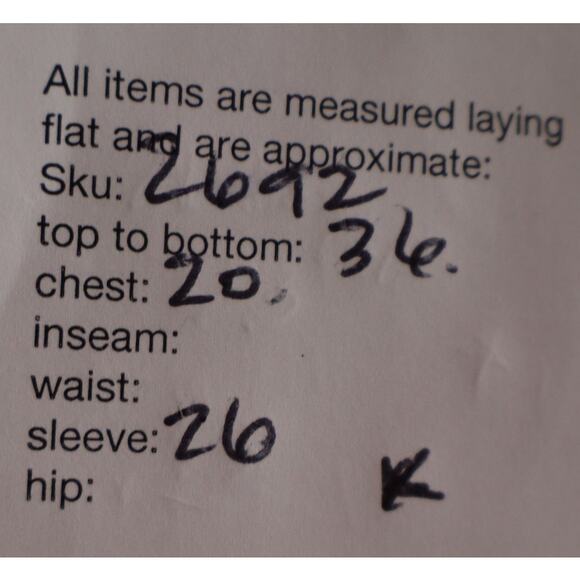 All items are measured laying
flat and are approximate:
Sku: 2692
top to bottom: 36.
chest: 20.
inseam:
waist:
sleeve: 26
hip:
K